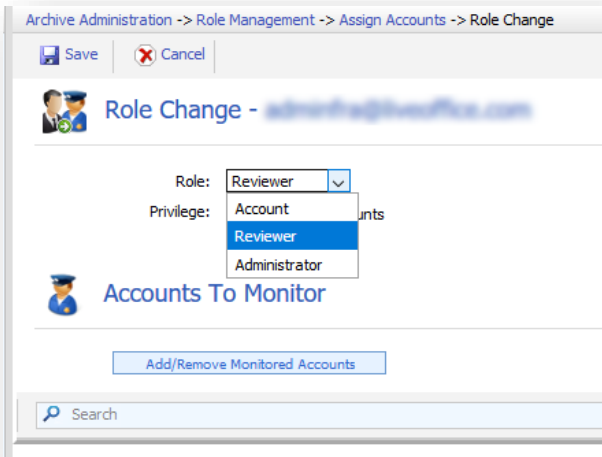 Archive Administration -> Role Management -> Assign Accounts -> Role Change
Save Cancel
Role Change -
Role: Reviewer
Privilege: unts
Account
Reviewer
Administrator
Accounts To Monitor
Add/Remove Monitored Accounts
Search